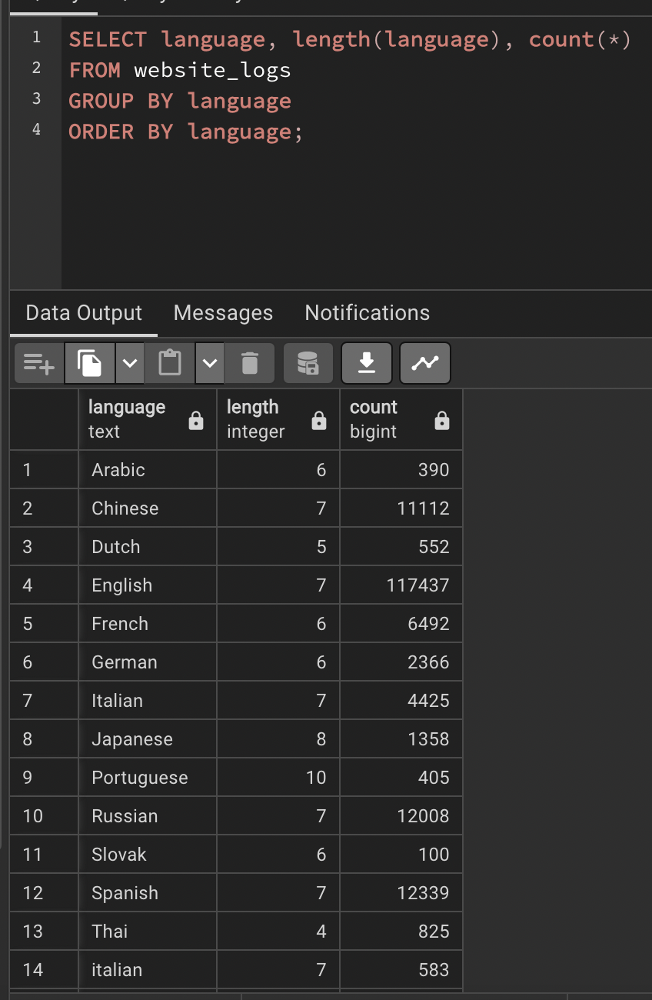 1 SELECT language, length(language), count(*)
2 FROM website_logs
3 GROUP BY language
4 ORDER BY language;
Data Output Messages Notifications
language length count
text integer bigint
1 Arabic 6 390
2 Chinese 7 11112
3 Dutch 5 552
4 English 7 117437
5 French 6 6492
6 German 6 2366
7 Italian 7 4425
8 Japanese 8 1358
9 Portuguese 10 405
10 Russian 7 12008
11 Slovak 6 100
12 Spanish 7 12339
13 Thai 4 825
14 italian 7 583